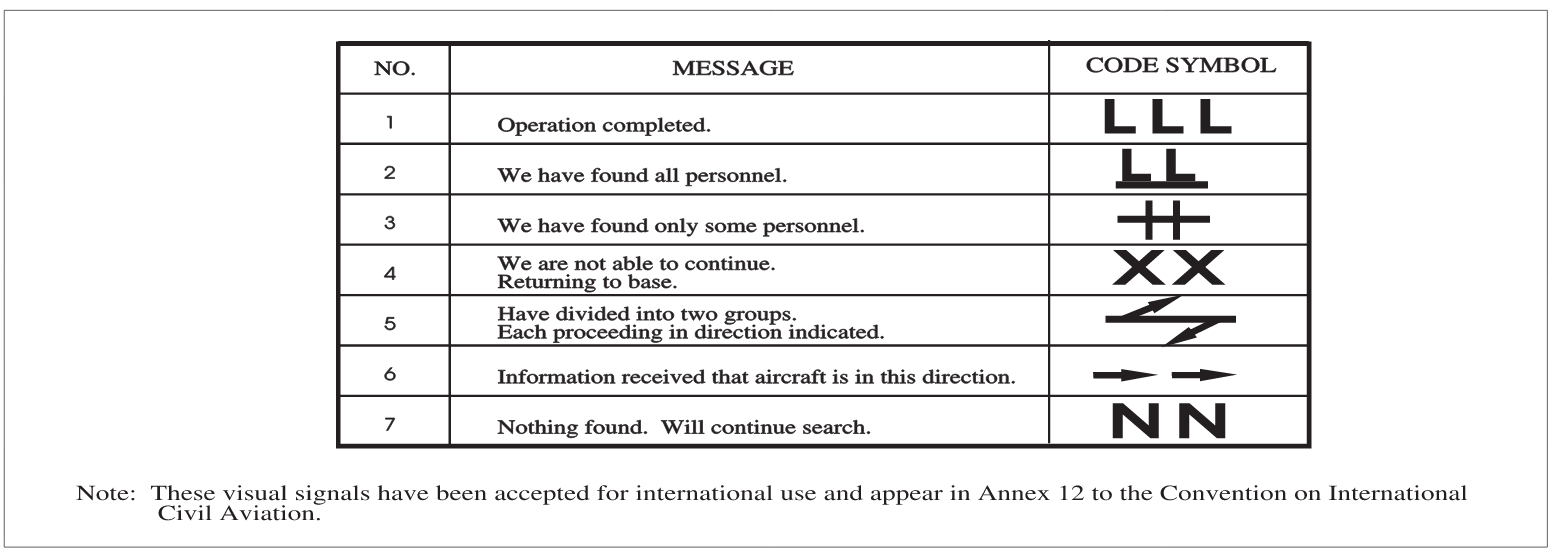 NO. MESSAGE CODE SYMBOL
1 Operation completed. L L L
2 We have found all personnel. L L
3 We have found only some personnel.
4 We are not able to continue.
Returning to base. X X
5 Have divided into two groups.
Each proceeding in direction indicated.
6 Information received that aircraft is in this direction.
7 Nothing found. Will continue search. N N
Note: These visual signals have been accepted for international use and appear in Annex 12 to the Convention on International
Civil Aviation.